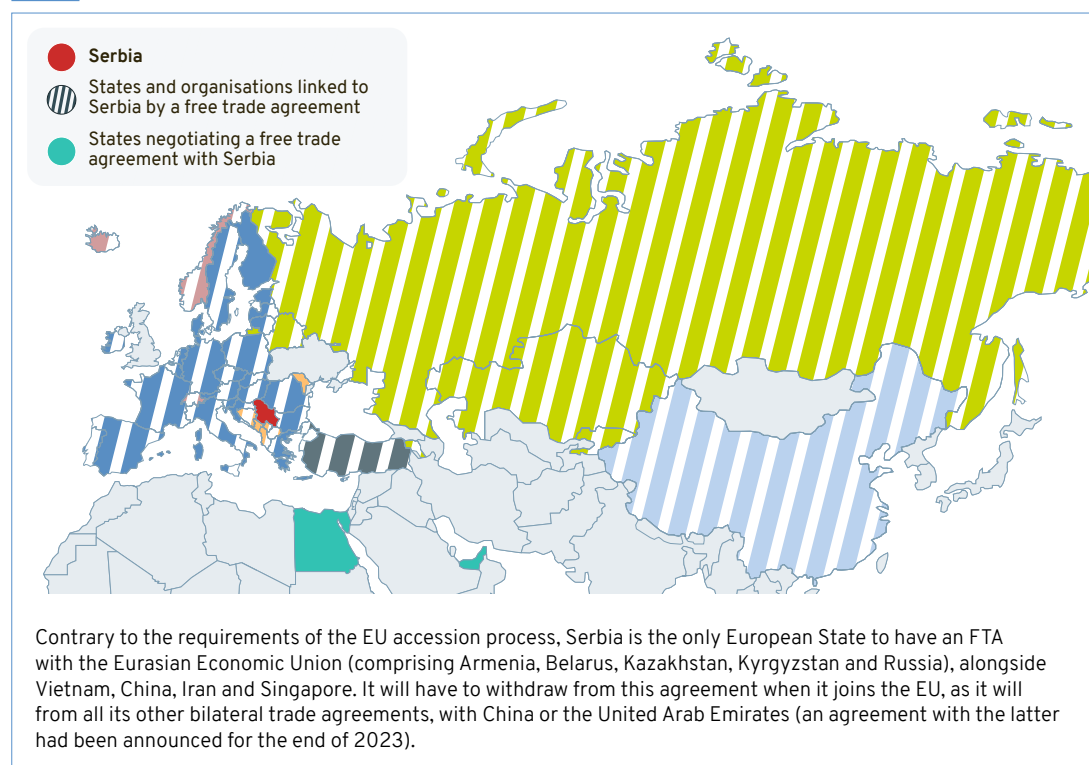 Serbia
States and organisations linked to
Serbia by a free trade agreement
States negotiating a free trade
agreement with Serbia
Contrary to the requirements of the EU accession process, Serbia is the only European State to have an FTA
with the Eurasian Economic Union (comprising Armenia, Belarus, Kazakhstan, Kyrgyzstan and Russia), alongside
Vietnam, China, Iran and Singapore. It will have to withdraw from this agreement when it joins the EU, as it will
from all its other bilateral trade agreements, with China or the United Arab Emirates (an agreement with the latter
had been announced for the end of 2023).